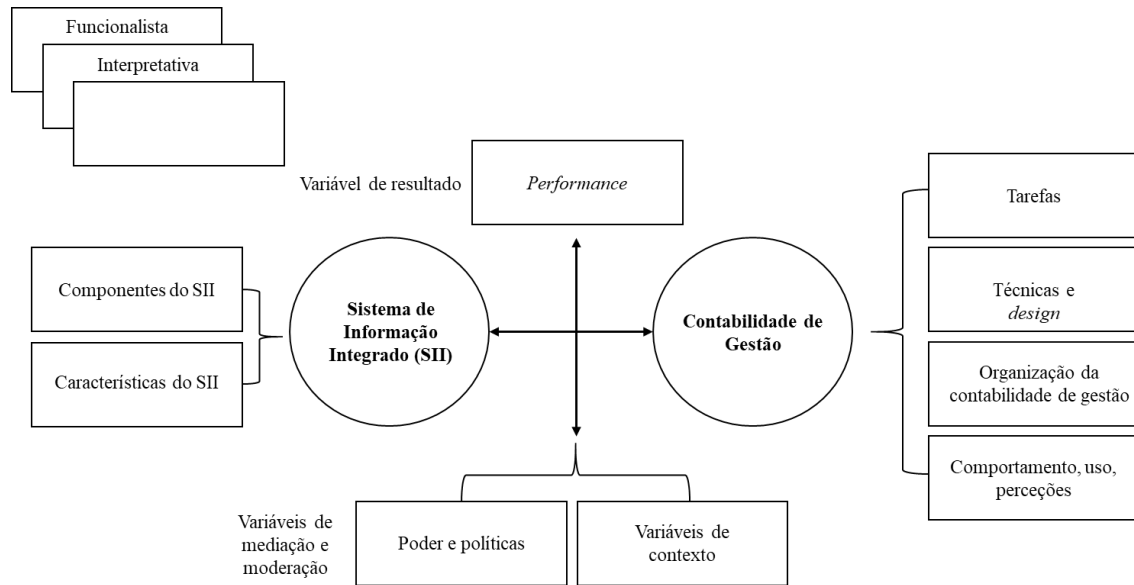 Funcionalista
Interpretativa
Variável de resultado
Performance
Componentes do SII
Características do SII
Sistema de
Informação
Integrado (SII)
Contabilidade de
Gestão
Tarefas
Técnicas e
design
Organização da
contabilidade de gestão
Comportamento, uso,
perceções
Variáveis de
mediação e
moderação
Poder e políticas
Variáveis de
contexto